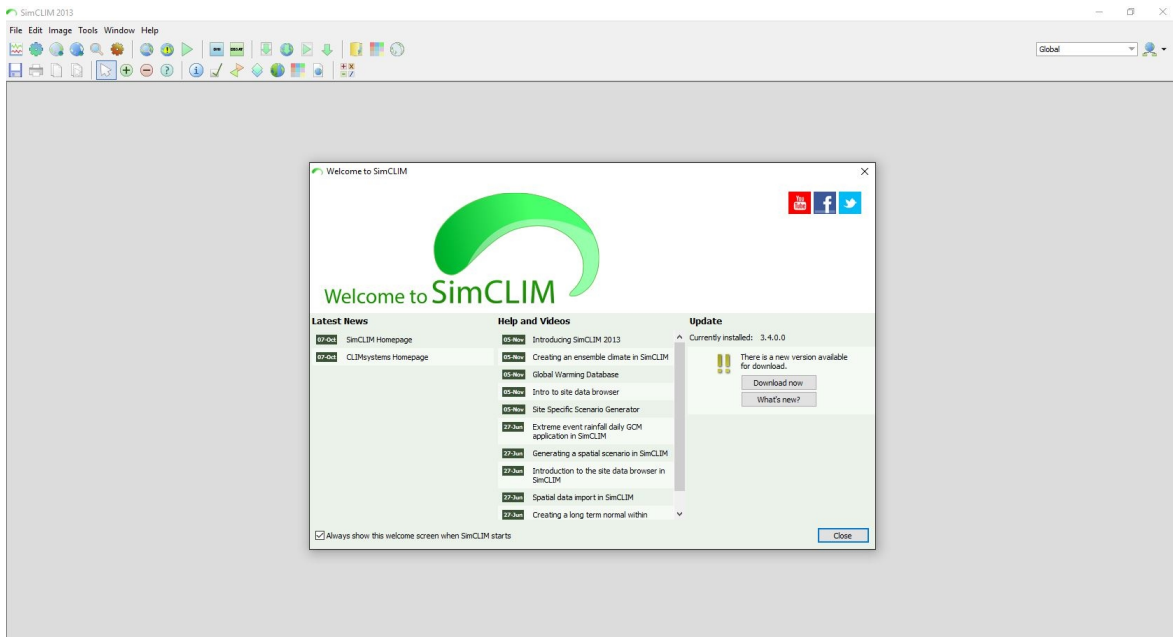 SimCLIM 2013
File Edit Image Tools Window Help
Global
Welcome to SimCLIM
You
Tube
Welcome to SimCLIM
Latest News
07-Oct SimCLIM Homepage
07-Oct CLIMsystems Homepage
Help and Videos
05-Nov Introducing SimCLIM 2013
05-Nov Creating an ensemble climate in SimCLIM
05-Nov Global Warming Database
05-Nov Intro to site data browser
05-Nov Site Specific Scenario Generator
27-Jun Extreme event rainfall daily GCM
application in SimCLIM
27-Jun Generating a spatial scenario in SimCLIM
27-Jun Introduction to the site data browser in
SimCLIM
27-Jun Spatial data import in SimCLIM
27-Jun Creating a long term normal within
Update
Currently installed: 3.4.0.0
There is a new version available
for download.
Download now
What's new?
Always show this welcome screen when SimCLIM starts
Close